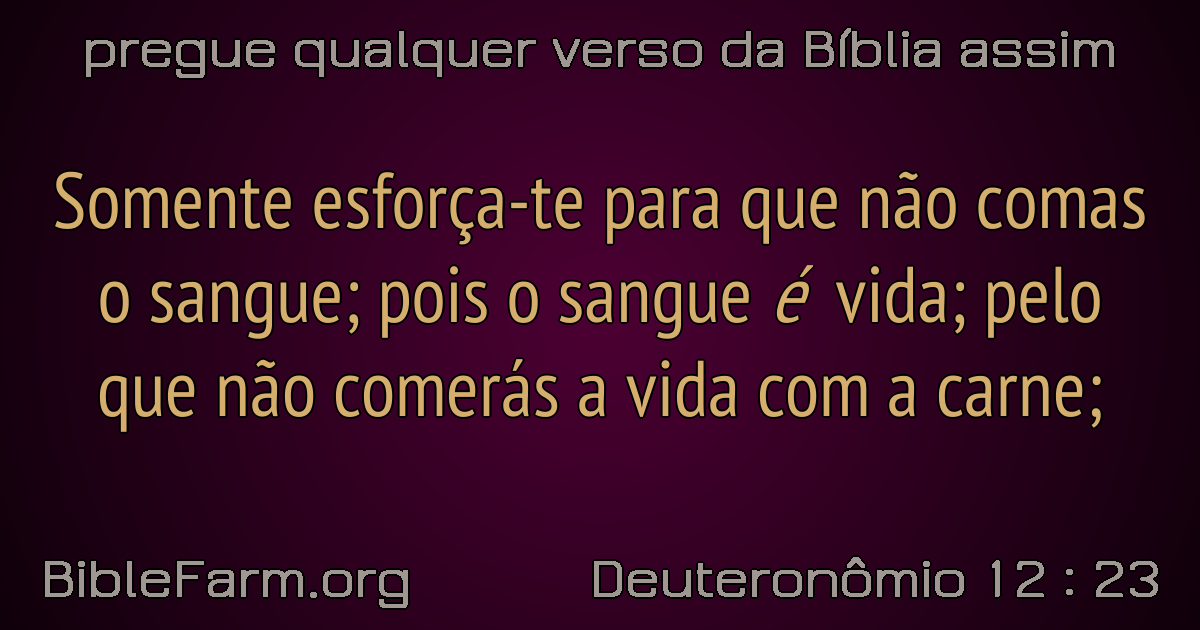 pregue qualquer verso da Bíblia assim
Somente esforça-te para que não comas
o sangue; pois o sangue é vida; pelo
que não comerás a vida com a carne;
BibleFarm.org
Deuteronômio 12 : 23